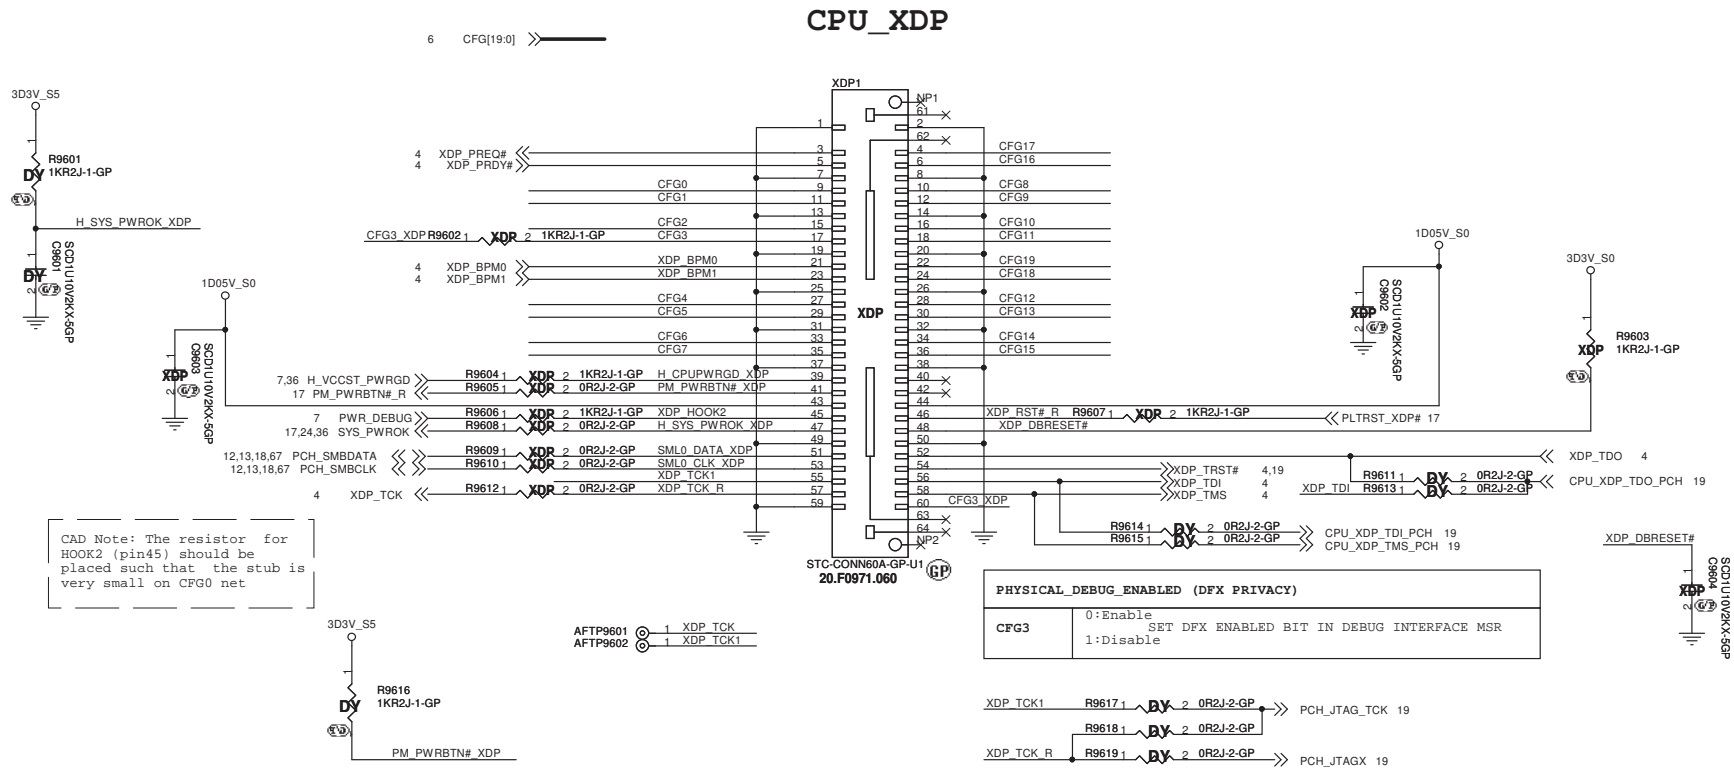 CPU_XDP
6 CFG[19:0]
XDP1
NP1
61
1 2
62
4 XDP_PREQ# 3 4 CFG17
4 XDP_PRDY# 5 6 CFG16
7 8
CFG0 9 10 CFG8
CFG1 11 12 CFG9
13 14
CFG2 15 16 CFG10
CFG3_XDP R9602 1 XDP 2 1KR2J-1-GP CFG3 17 18 CFG11
19 20
4 XDP_BPM0 XDP_BPM0 21 22 CFG19
4 XDP_BPM1 XDP_BPM1 23 24 CFG18
25 26
CFG4 27 28 CFG12
CFG5 29 30 CFG13
XDP
31 32
CFG6 33 34 CFG14
CFG7 35 36 CFG15
37 38
7,36 H_VCCST_PWRGD R9604 1 XDP 2 1KR2J-1-GP H_CPUPWRGD_XDP 39 40
17 PM_PWRBTN#_R R9605 1 XDP 2 0R2J-2-GP PM_PWRBTN#_XDP 41 42
43 44
7 PWR_DEBUG R9606 1 XDP 2 1KR2J-1-GP XDP_HOOK2 45 46 XDP_RST#_R R9607 1 XDP 2 1KR2J-1-GP PLTRST_XDP# 17
17,24,36 SYS_PWROK R9608 1 XDP 2 0R2J-2-GP H_SYS_PWROK_XDP 47 48 XDP_DBRESET#
49 50
12,13,18,67 PCH_SMBDATA R9609 1 XDP 2 0R2J-2-GP SML0_DATA_XDP 51 52 XDP_TDO 4
12,13,18,67 PCH_SMBCLK R9610 1 XDP 2 0R2J-2-GP SML0_CLK_XDP 53 54 XDP_TRST# 4,19
XDP_TCK1 55 56 XDP_TDI 4
4 XDP_TCK R9612 1 XDP 2 0R2J-2-GP XDP_TCK_R 57 58 XDP_TMS 4
59 60 CFG3_XDP
63
64
NP2
STC-CONN60A-GP-U1
20.F0971.060
GP
R9611 1 DY 2 0R2J-2-GP CPU_XDP_TDO_PCH 19
XDP_TDI R9613 1 DY 2 0R2J-2-GP
R9614 1 DY 2 0R2J-2-GP CPU_XDP_TDI_PCH 19
R9615 1 DY 2 0R2J-2-GP CPU_XDP_TMS_PCH 19
3D3V_S5
1
R9601
DY 1KR2J-1-GP
H_SYS_PWROK_XDP
1
DY
2
C9601
SCD1U10V2KX-5GP
1D05V_S0
1
XDP
2
C9603
SCD1U10V2KX-5GP
1D05V_S0
1
XDP
2
C9602
SCD1U10V2KX-5GP
3D3V_S0
1
R9603
XDP 1KR2J-1-GP
XDP_DBRESET#
1
XDP
2
C9604
SCD1U10V2KX-5GP
CAD Note: The resistor for
HOOK2 (pin45) should be
placed such that the stub is
very small on CFG0 net
3D3V_S5
1
R9616
DY 1KR2J-1-GP
PM_PWRBTN#_XDP
AFTP9601 1 XDP_TCK
AFTP9602 1 XDP_TCK1
PHYSICAL_DEBUG_ENABLED (DFX PRIVACY)
CFG3
0:Enable
SET DFX ENABLED BIT IN DEBUG INTERFACE MSR
1:Disable
XDP_TCK1 R9617 1 DY 2 0R2J-2-GP PCH_JTAG_TCK 19
R9618 1 DY 2 0R2J-2-GP
XDP_TCK_R R9619 1 DY 2 0R2J-2-GP PCH_JTAGX 19